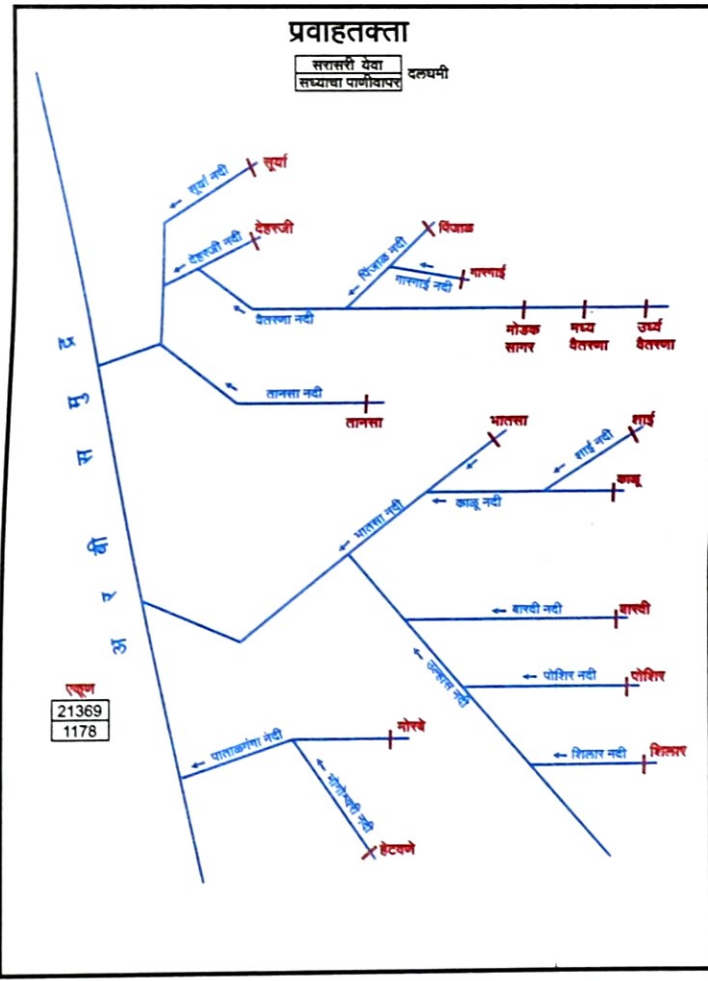 प्रवाहतक्ता
सरासरी येवा
सध्याचा पाणीवापर
दलघमी
सूर्या नदी
सूर्या
देहरजी नदी
देहरजी
पिंजाळ नदी
पिंजाळ
गारगाई
गारगाई नदी
वैतरणा नदी
मोडक सागर
मध्य वैतरणा
उर्ध्व वैतरणा
तानसा नदी
तानसा
अरबी समुद्र
भातसा
शाई नदी
शाई
काळू
काळू नदी
भातसा नदी
बारवी नदी
बारवी
उल्हास नदी
पोशिर नदी
पोशिर
शिलार नदी
शिलार
एकूण
21369
1178
पाताळगंगा नदी
मोरबे
हेटवणे